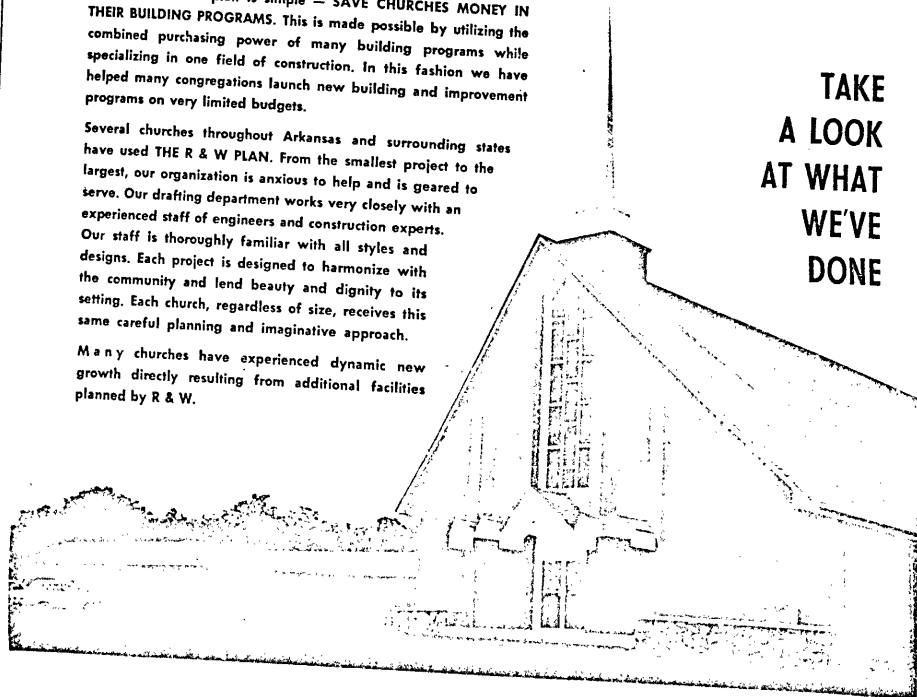 is simple — SAVE CHURCHES MONEY IN
THEIR BUILDING PROGRAMS. This is made possible by utilizing the
combined purchasing power of many building programs while
specializing in one field of construction. In this fashion we have
helped many congregations launch new building and improvement
programs on very limited budgets.
Several churches throughout Arkansas and surrounding states
have used THE R & W PLAN. From the smallest project to the
largest, our organization is anxious to help and is geared to
serve. Our drafting department works very closely with an
experienced staff of engineers and construction experts.
Our staff is thoroughly familiar with all styles and
designs. Each project is designed to harmonize with
the community and lend beauty and dignity to its
setting. Each church, regardless of size, receives this
same careful planning and imaginative approach.
Many churches have experienced dynamic new
growth directly resulting from additional facilities
planned by R & W.
TAKE
A LOOK
AT WHAT
WE'VE
DONE